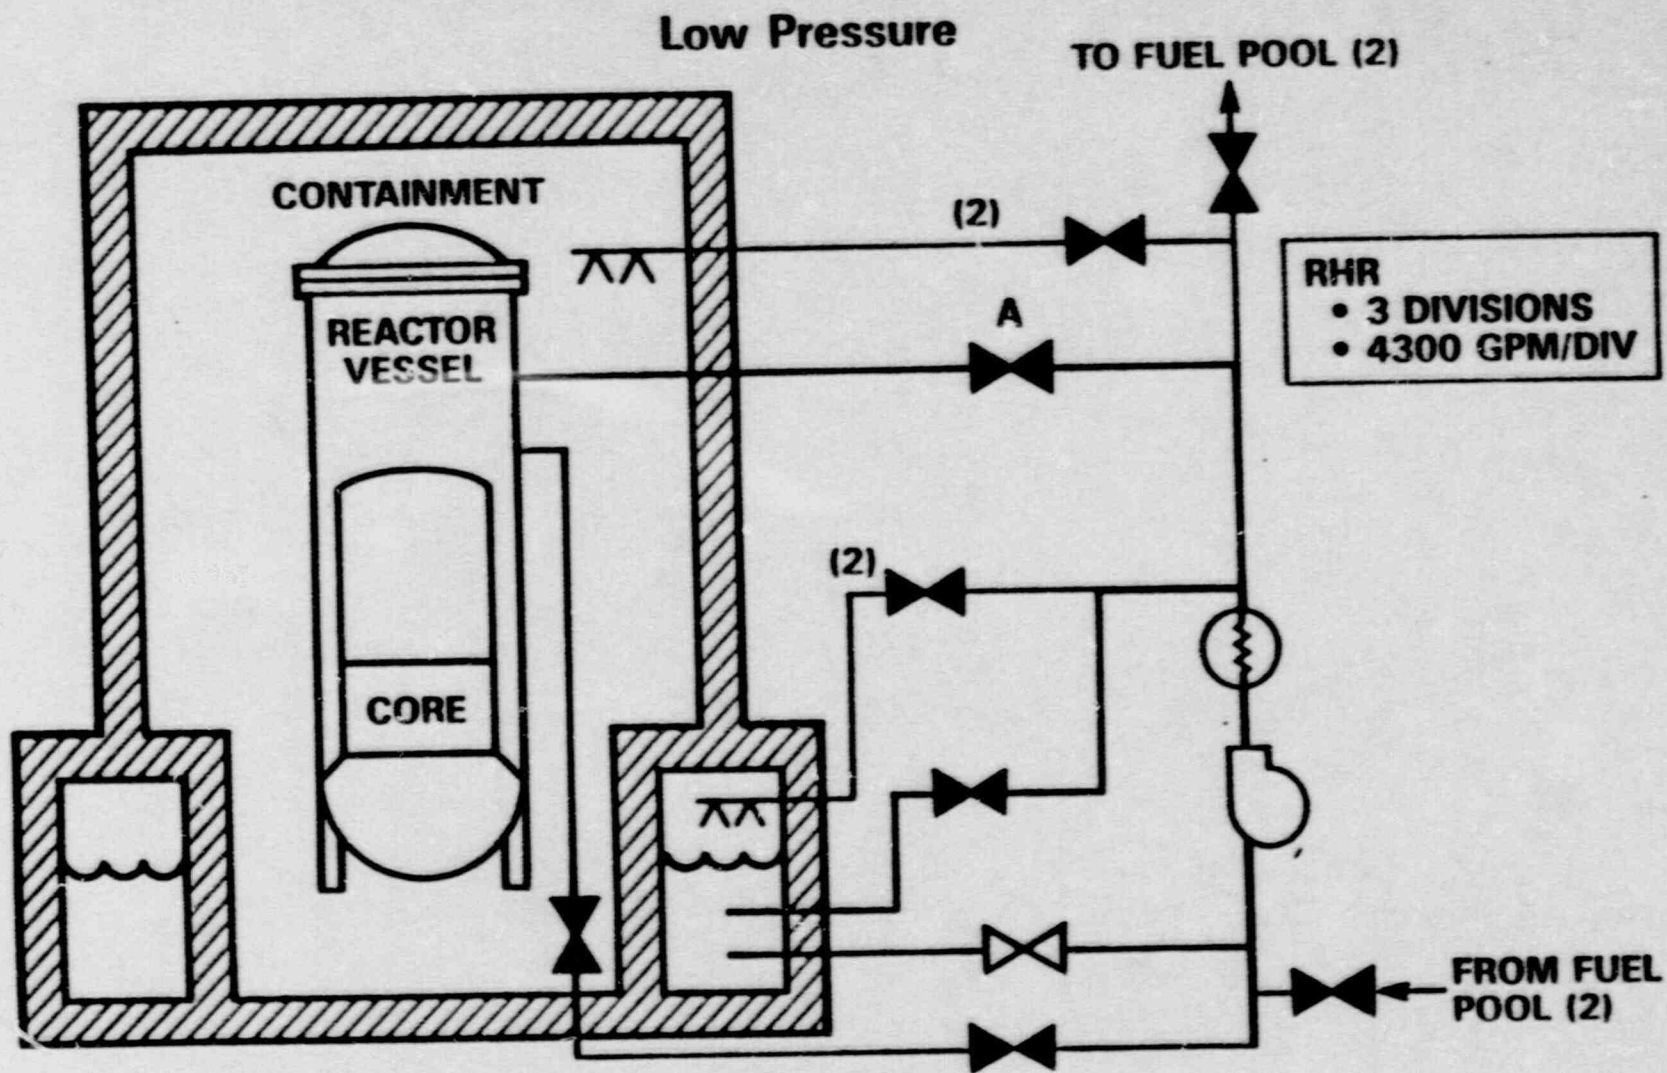 Low Pressure
TO FUEL POOL (2)
CONTAINMENT
(2)
RHR
• 3 DIVISIONS
• 4300 GPM/DIV
A
REACTOR
VESSEL
(2)
CORE
FROM FUEL
POOL (2)